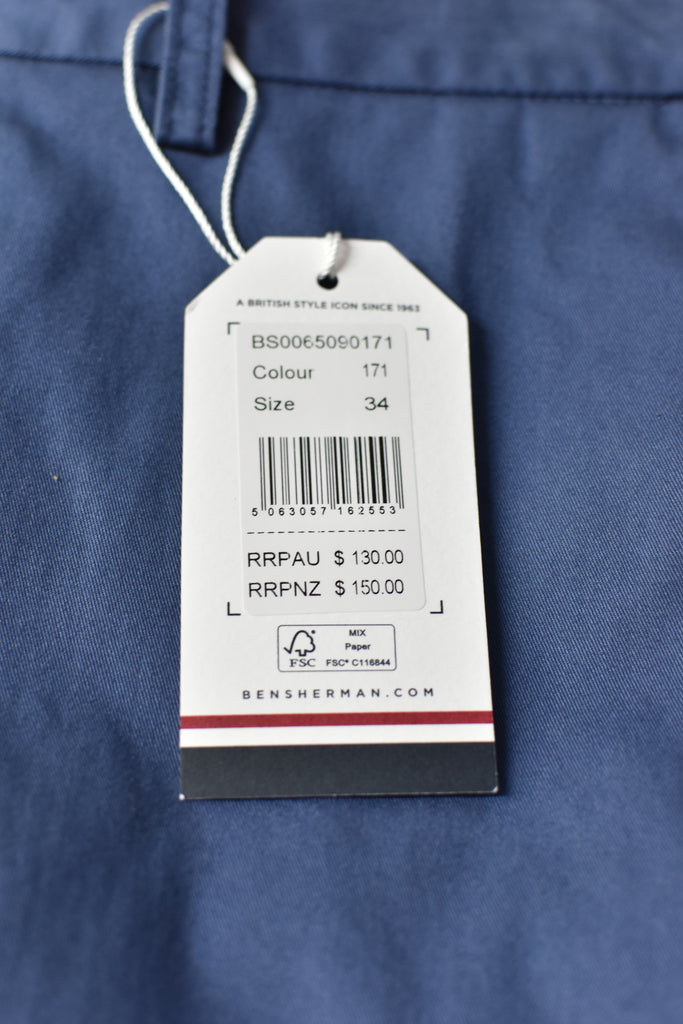 A BRITISH STYLE ICON SINCE 1963
BS0065090171
Colour 171
Size 34
5 063057 162553
RRPAU $ 130.00
RRPNZ $ 150.00
MIX
Paper
FSC FSC® C116844
BENSHERMAN.COM